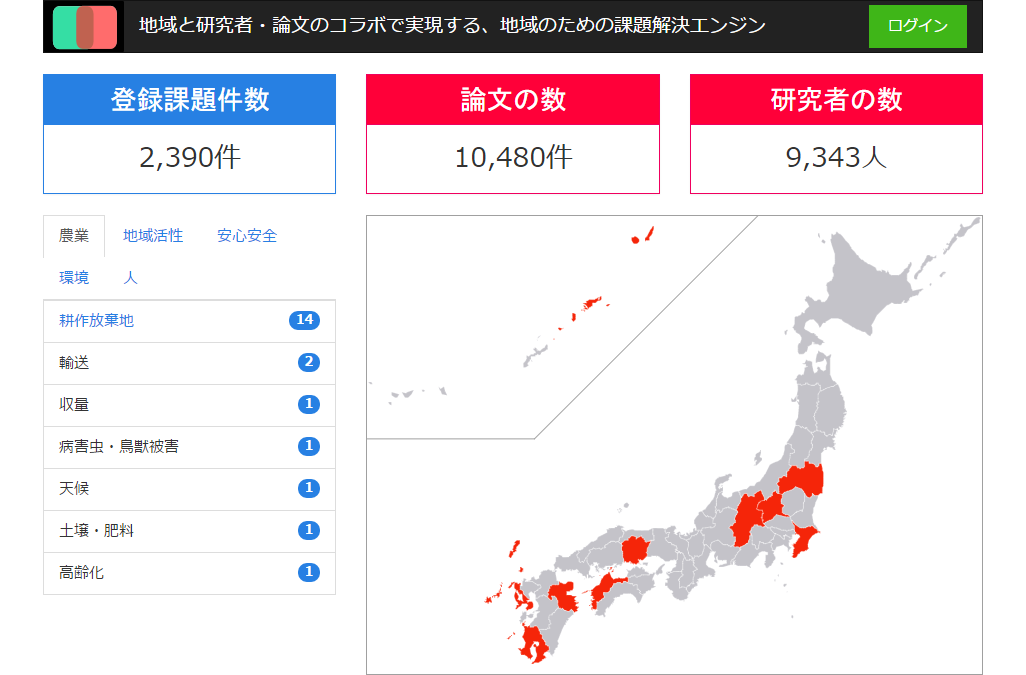 地域と研究者・論文のコラボで実現する、地域のための課題解決エンジン
ログイン
登録課題件数
2,390件
論文の数
10,480件
研究者の数
9,343人
農業 地域活性 安心安全
環境 人
耕作放棄地 14
輸送 2
収量 1
病害虫・鳥獣被害 1
天候 1
土壌・肥料 1
高齢化 1